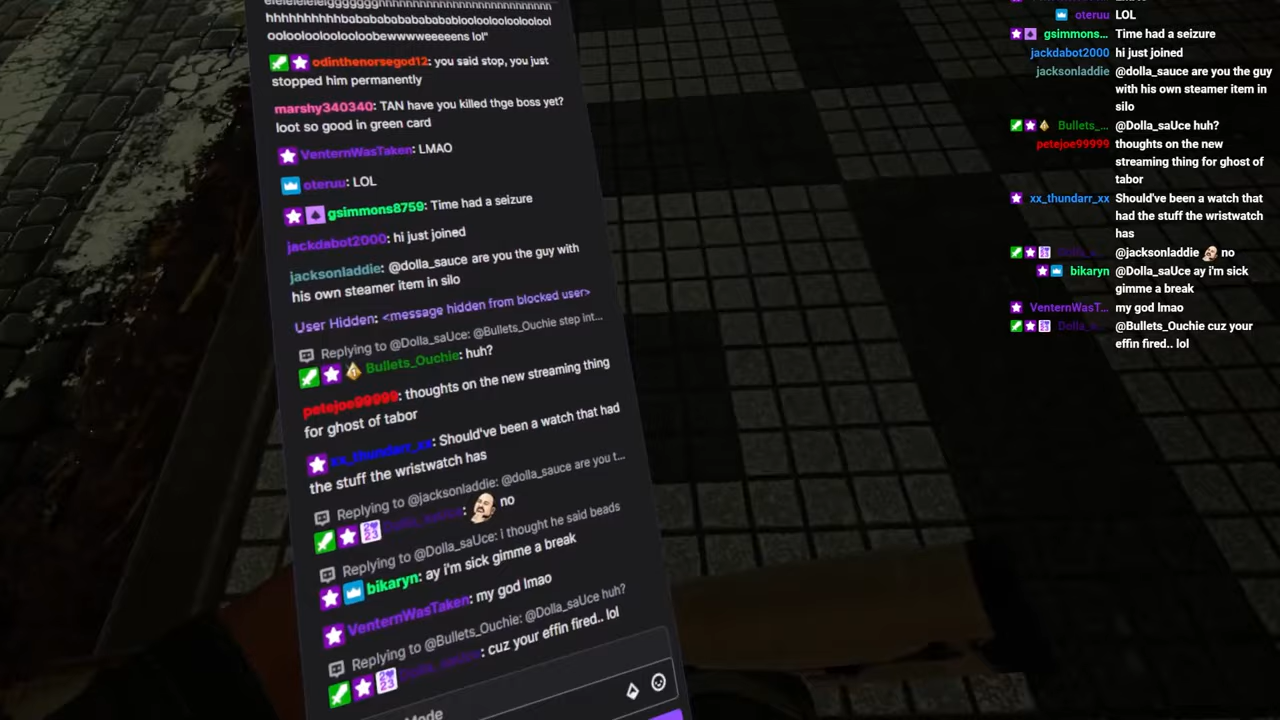 hhhhhhhhhhbababobabababablooloolooloolool
oolooloolooloolooloobewwwweeeens lol"
odinthenorsegod12: you said stop, you just
stopped him permanently
marshy340340: TAN have you killed thge boss yet?
loot so good in green card
VenternWasTaken: LMAO
oteruu: LOL
gsimmons8759: Time had a seizure
jackdabot2000: hi just joined
jacksonladdie: @dolla_sauce are you the guy with
his own steamer item in silo
User Hidden: <message hidden from blocked user>
Replying to @Dolla_saUce: @Bullets_Ouchie step int...
Bullets_Ouchie: huh?
petejoe99999: thoughts on the new streaming thing
for ghost of tabor
xx_thundarr_xx: Should've been a watch that had
the stuff the wristwatch has
Replying to @jacksonladdie: @dolla_sauce are you t...
: no
Replying to @Dolla_saUce: I thought he said beads
bikaryn: ay i'm sick gimme a break
VenternWasTaken: my god lmao
Replying to @Bullets_Ouchie: @Dolla_saUce huh?
: cuz your effin fired.. lol
Mode
oteruu LOL
gsimmons... Time had a seizure
jackdabot2000 hi just joined
jacksonladdie @dolla_sauce are you the guy
with his own steamer item in
silo
Bullets_... @Dolla_saUce huh?
petejoe99999 thoughts on the new
streaming thing for ghost of
tabor
xx_thundarr_xx Should've been a watch that
had the stuff the wristwatch
has
@jacksonladdie no
bikaryn @Dolla_saUce ay i'm sick
gimme a break
VenternWasT... my god lmao
Dolla_s... @Bullets_Ouchie cuz your
effin fired.. lol